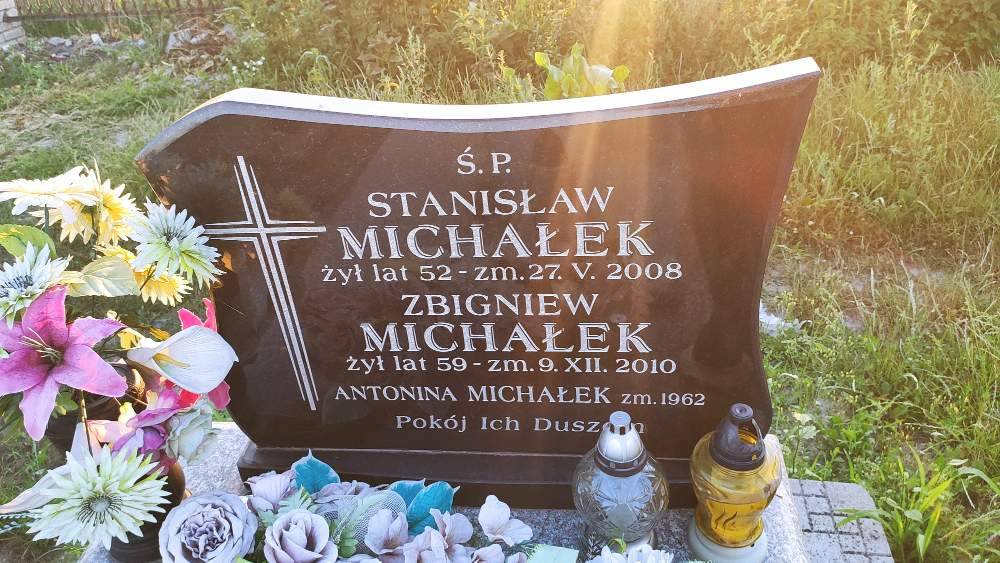 Ś. P.
STANISŁAW
MICHAŁEK
żył lat 52 - zm. 27. V. 2008
ZBIGNIEW
MICHAŁEK
żył lat 59 - zm. 9. XII. 2010
ANTONINA MICHAŁEK zm. 1962
Pokój Ich